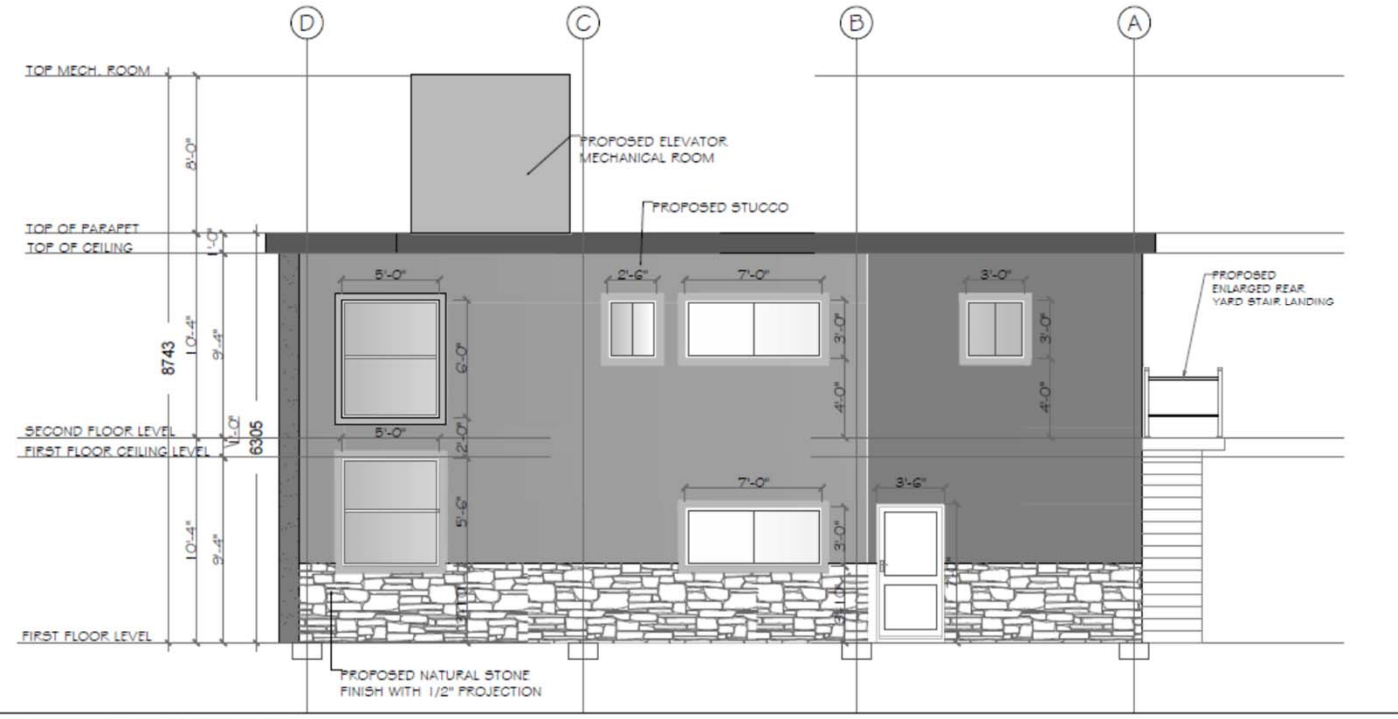 D
C
B
A
TOP MECH. ROOM
8'-0"
PROPOSED ELEVATOR
MECHANICAL ROOM
PROPOSED STUCCO
TOP OF PARAPET
TOP OF CEILING
1'-0"
5'-0"
2'-6"
7'-0"
3'-0"
PROPOSED
ENLARGED REAR
YARD STAIR LANDING
8743
10'-4"
9'-4"
6'-0"
3'-0"
3'-0"
4'-0"
4'-0"
6305
1'-0"
SECOND FLOOR LEVEL
FIRST FLOOR CEILING LEVEL
5'-0"
2'-0"
7'-0"
3'-6"
10'-4"
9'-4"
5'-6"
3'-0"
FIRST FLOOR LEVEL
PROPOSED NATURAL STONE
FINISH WITH 1/2" PROJECTION